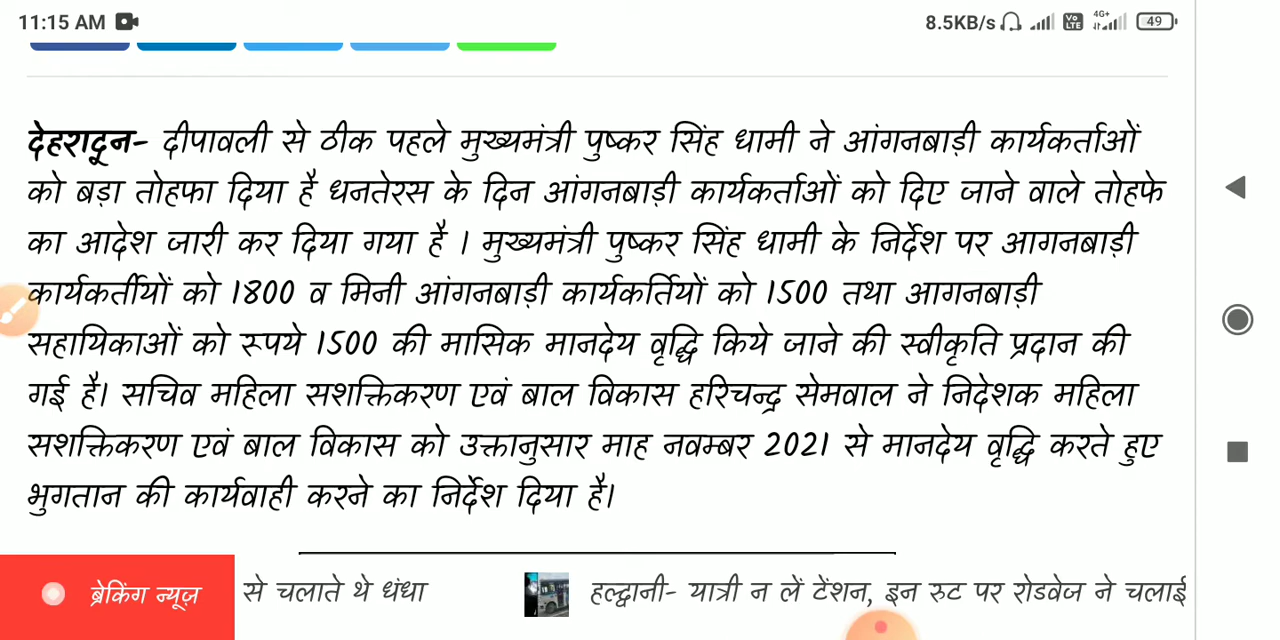 11:15 AM
8.5KB/s Vo LTE 4G+ 49
देहरादून- दीपावली से ठीक पहले मुख्यमंत्री पुष्कर सिंह धामी ने आंगनबाड़ी कार्यकर्ताओं
को बड़ा तोहफा दिया है धनतेरस के दिन आंगनबाड़ी कार्यकर्ताओं को दिए जाने वाले तोहफे
का आदेश जारी कर दिया गया है । मुख्यमंत्री पुष्कर सिंह धामी के निर्देश पर आगनबाड़ी
कार्यकर्तीयों को 1800 व मिनी आंगनबाड़ी कार्यकर्तियों को 1500 तथा आगनबाड़ी
सहायिकाओं को रूपये 1500 की मासिक मानदेय वृद्धि किये जाने की स्वीकृति प्रदान की
गई है। सचिव महिला सशक्तिकरण एवं बाल विकास हरिचन्द्र सेमवाल ने निदेशक महिला
सशक्तिकरण एवं बाल विकास को उक्तानुसार माह नवम्बर 2021 से मानदेय वृद्धि करते हुए
भुगतान की कार्यवाही करने का निर्देश दिया है।
ब्रेकिंग न्यूज़ से चलाते थे धंधा हल्द्वानी- यात्री न लें टेंशन, इन रुट पर रोडवेज ने चलाई